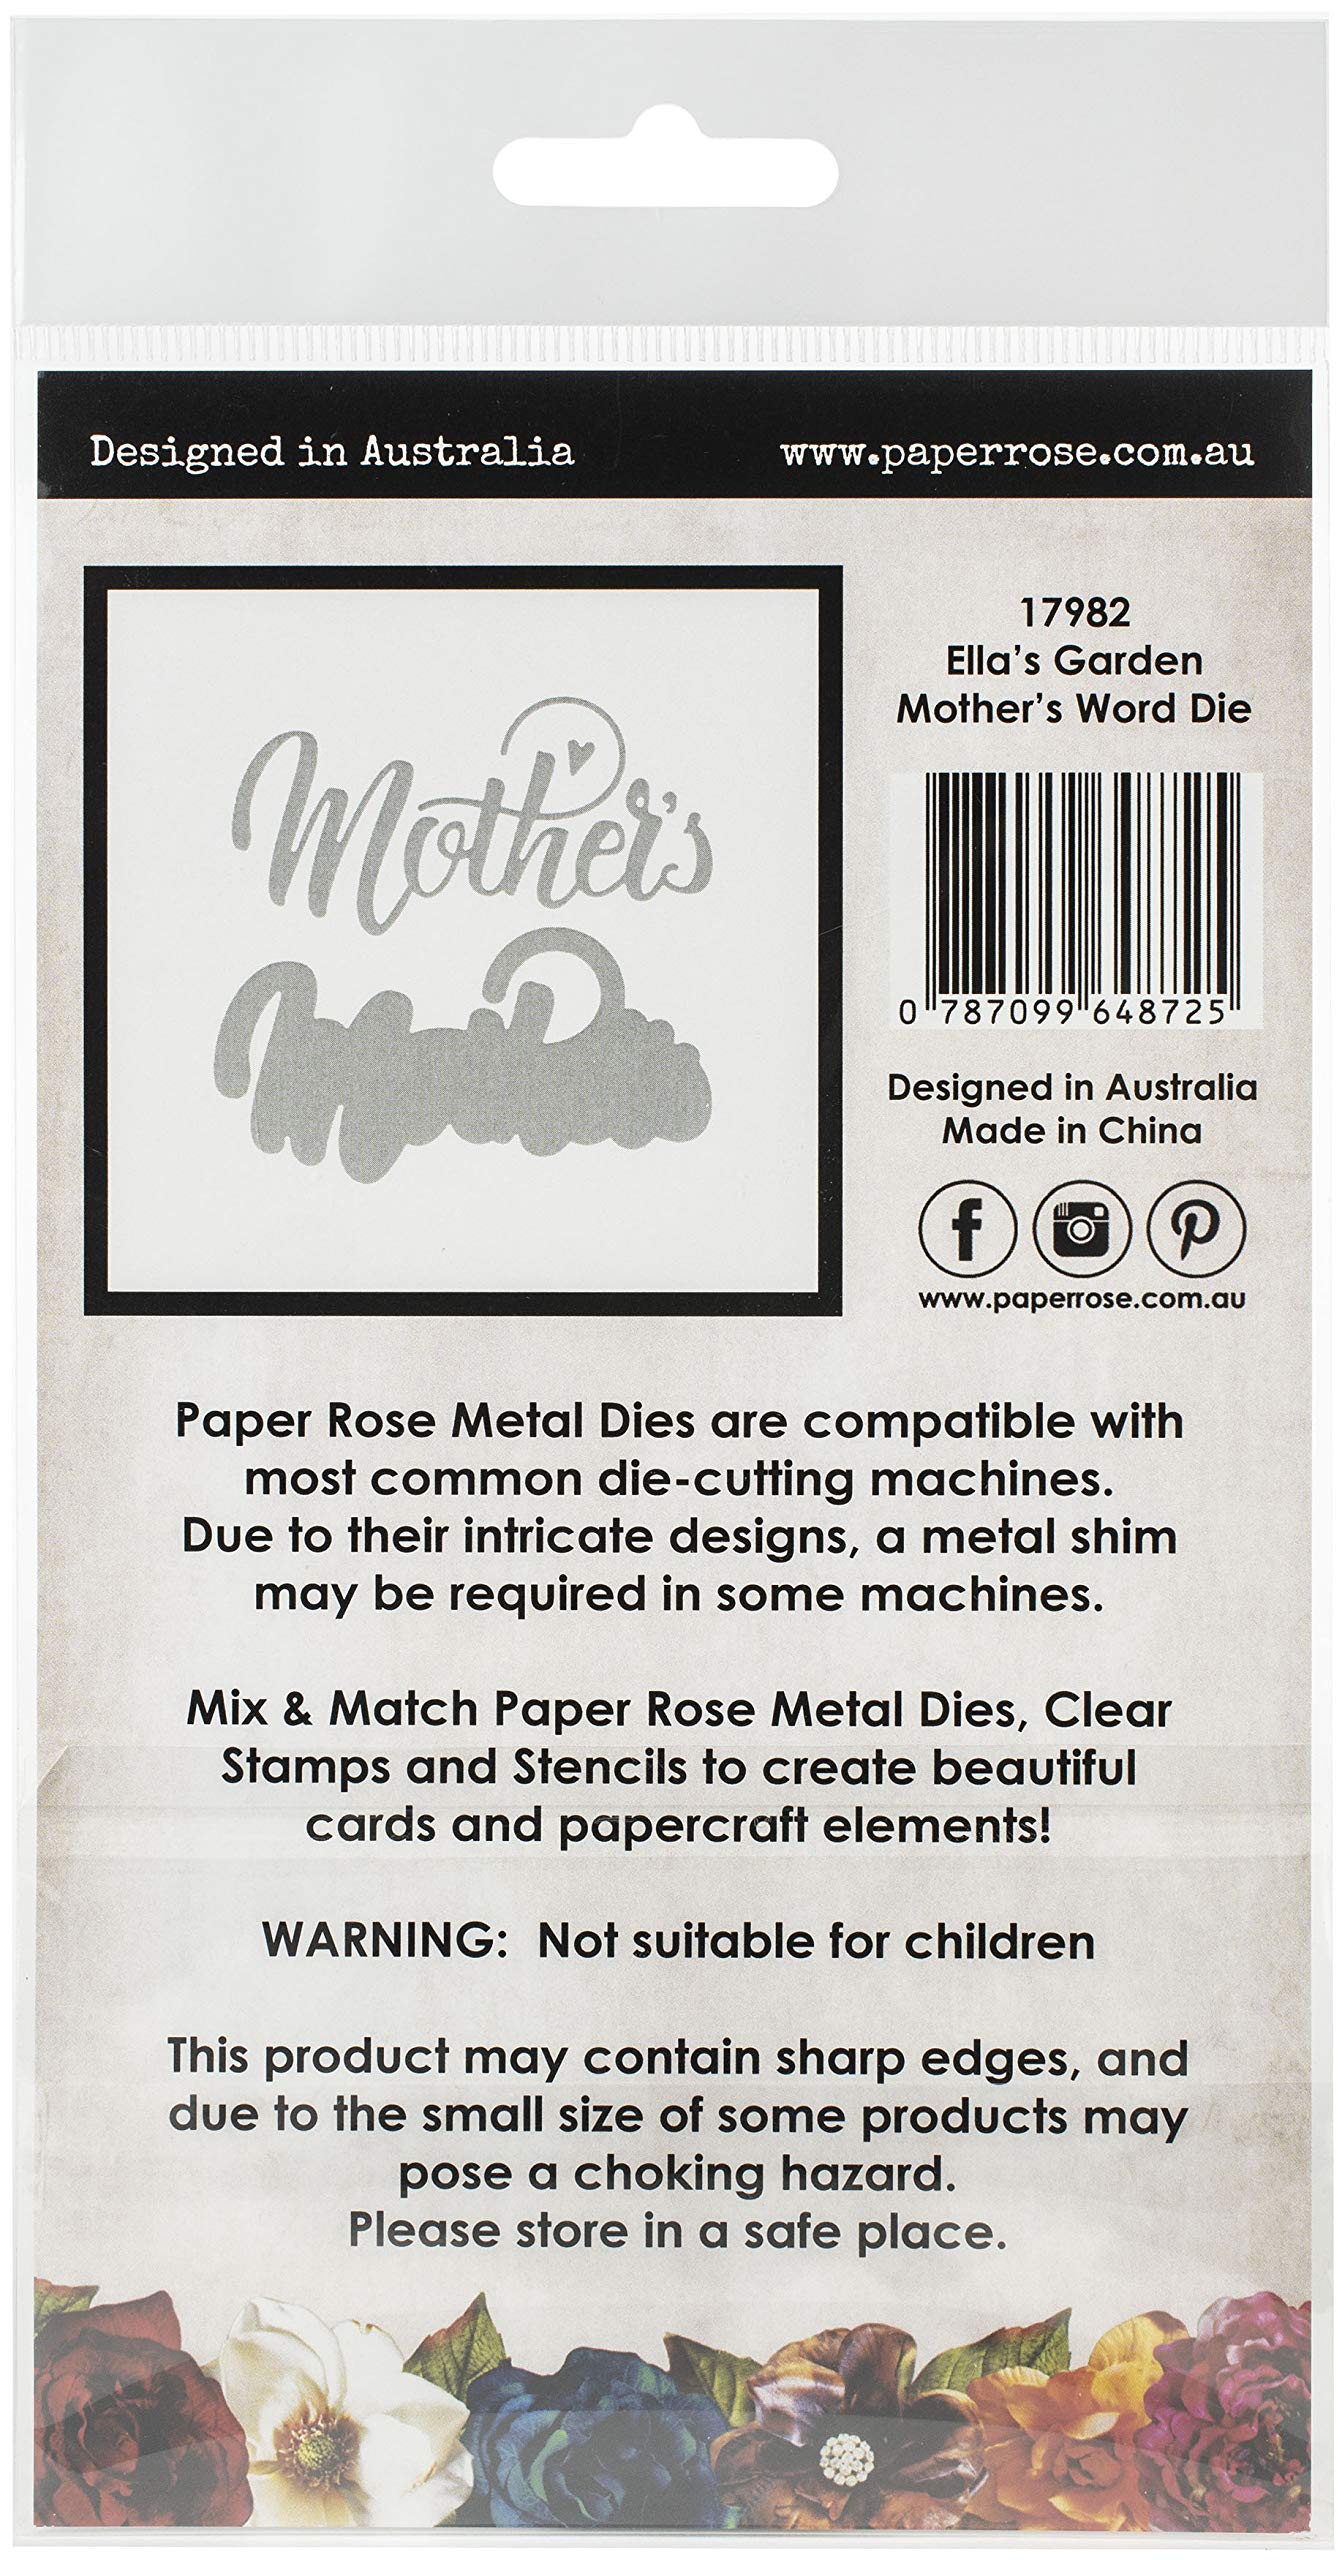 Designed in Australia
www.paperrose.com.au
17982
Ella's Garden
Mother's Word Die
Mother's
0 787099 648725
Designed in Australia
Made in China
www.paperrose.com.au
Paper Rose Metal Dies are compatible with
most common die-cutting machines.
Due to their intricate designs, a metal shim
may be required in some machines.
Mix & Match Paper Rose Metal Dies, Clear
Stamps and Stencils to create beautiful
cards and papercraft elements!
WARNING:  Not suitable for children
This product may contain sharp edges, and
due to the small size of some products may
pose a choking hazard.
Please store in a safe place.